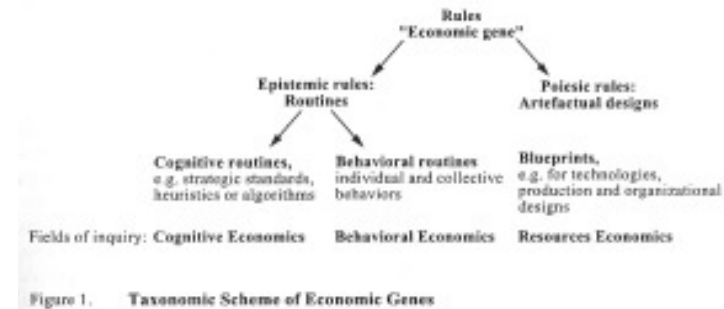 Rules
"Economic gene"
Epistemic rules:
Routines
Poiesic rules:
Artefactual designs
Cognitive routines,
e.g. strategic standards,
heuristics or algorithms
Behavioral routines
individual and collective
behaviors
Blueprints,
e.g. for technologies,
production and organizational
designs
Fields of inquiry: Cognitive Economics Behavioral Economics Resources Economics
Figure 1. Taxonomic Scheme of Economic Genes